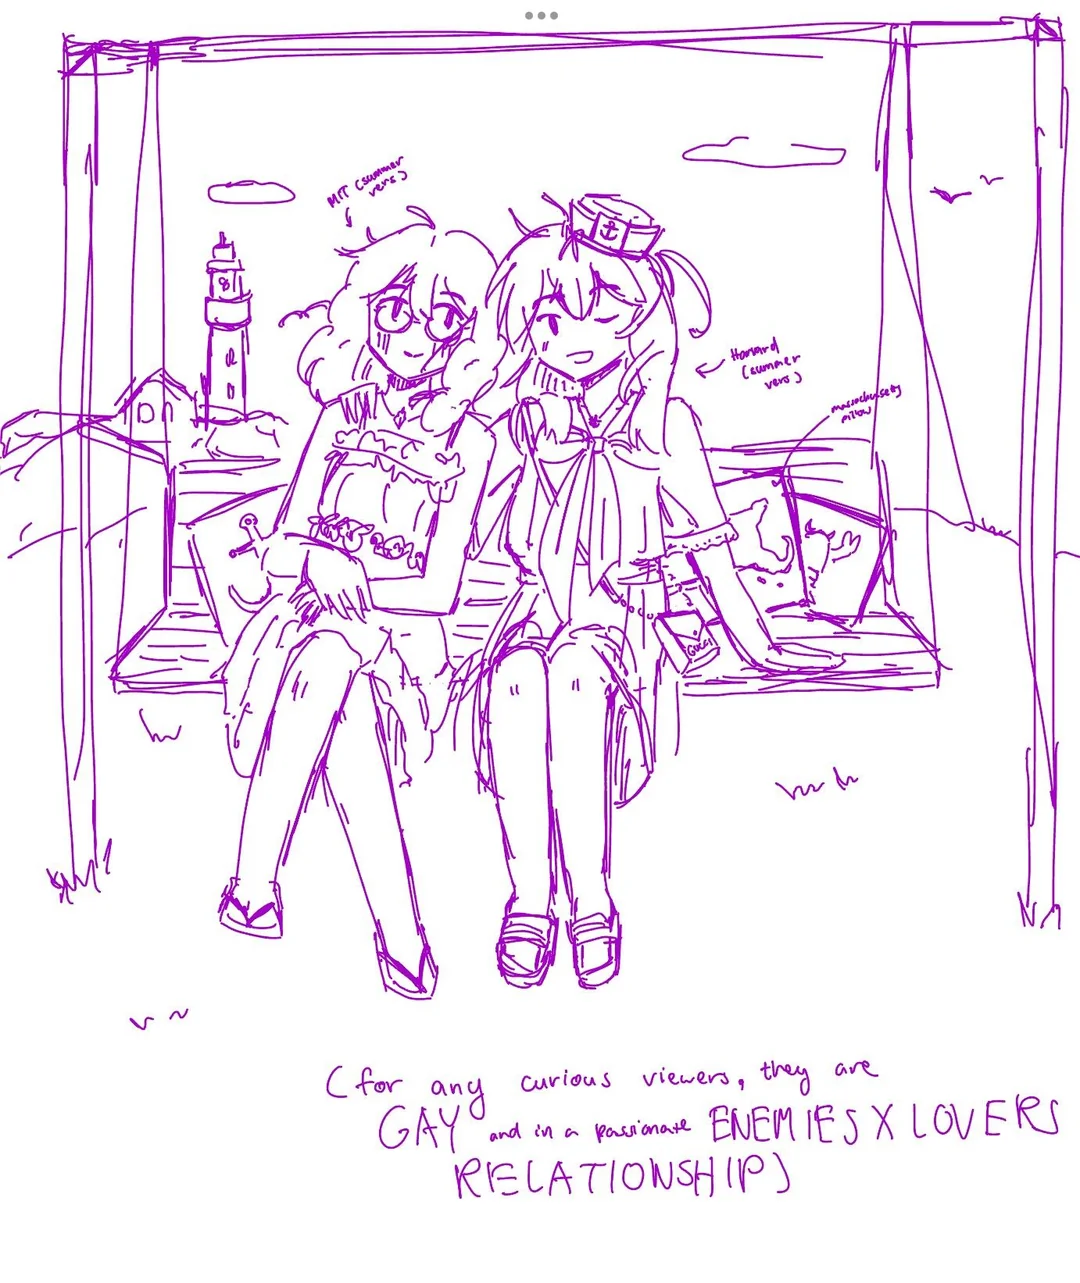 MIT (summer
vers)
Harvard
(summer
vers)
massachusetts
pillow
GUCCI
(for any curious viewers, they are
GAY and in a passionate ENEMIES X LOVERS
RELATIONSHIP)